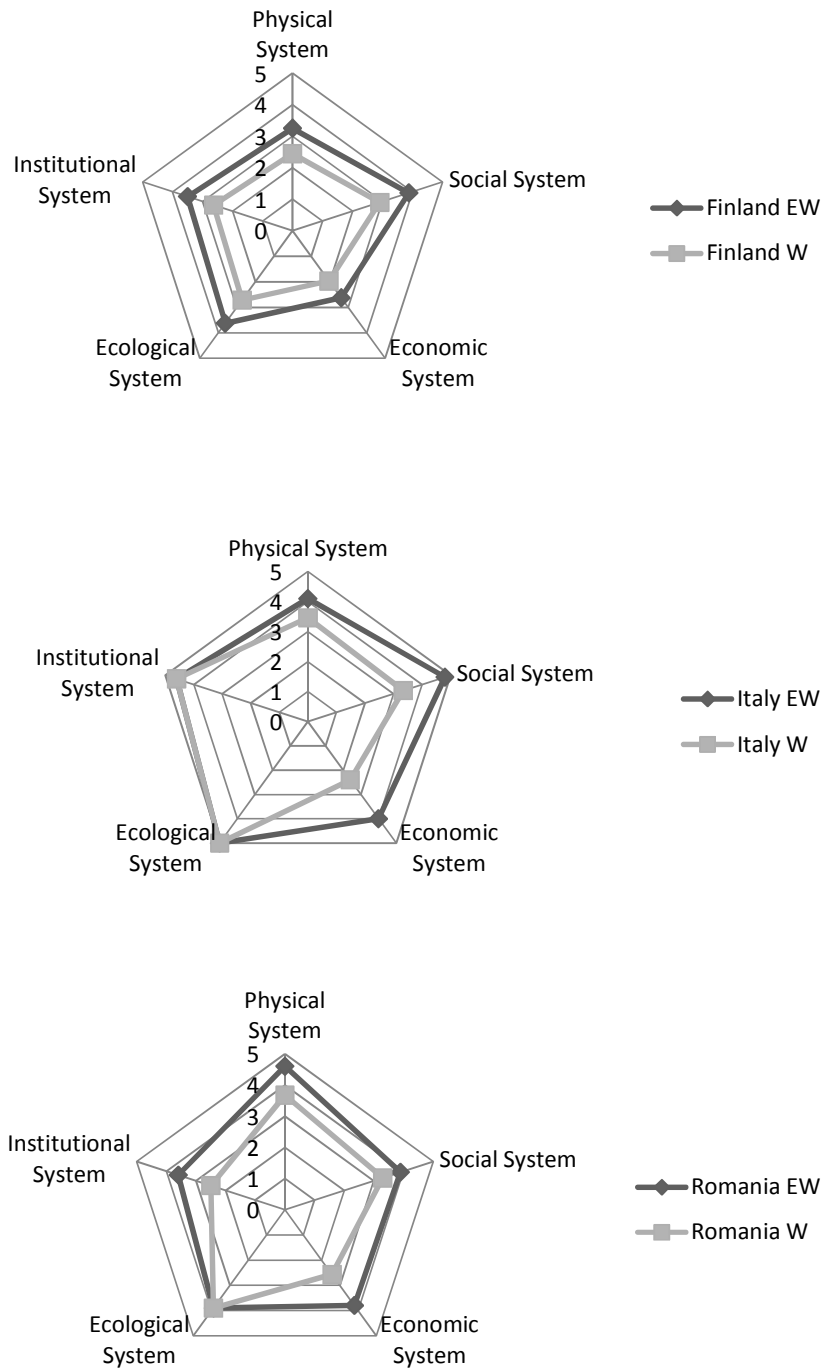 Physical
System
5
4
3
2
1
0
Institutional
System
Social System
Ecological
System
Economic
System
Finland EW
Finland W
Physical System
5
4
3
2
1
0
Institutional
System
Social System
Ecological
System
Economic
System
Italy EW
Italy W
Physical
System
5
4
3
2
1
0
Institutional
System
Social System
Ecological
System
Economic
System
Romania EW
Romania W